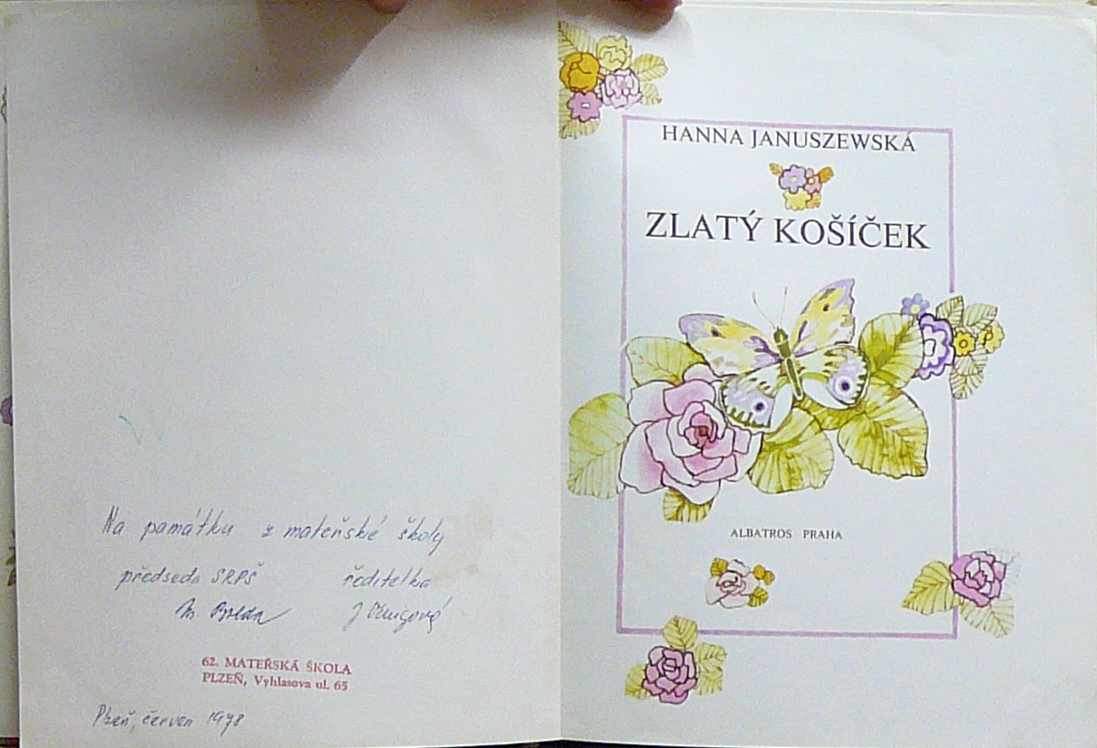 Na památku z mateřské školy
předseda SRPŠ ředitelka
62. MATEŘSKÁ ŠKOLA
PLZEŇ, Vyhlasova ul. 65
Plzeň, červen 1978
HANNA JANUSZEWSKÁ
ZLATÝ KOŠÍČEK
ALBATROS PRAHA